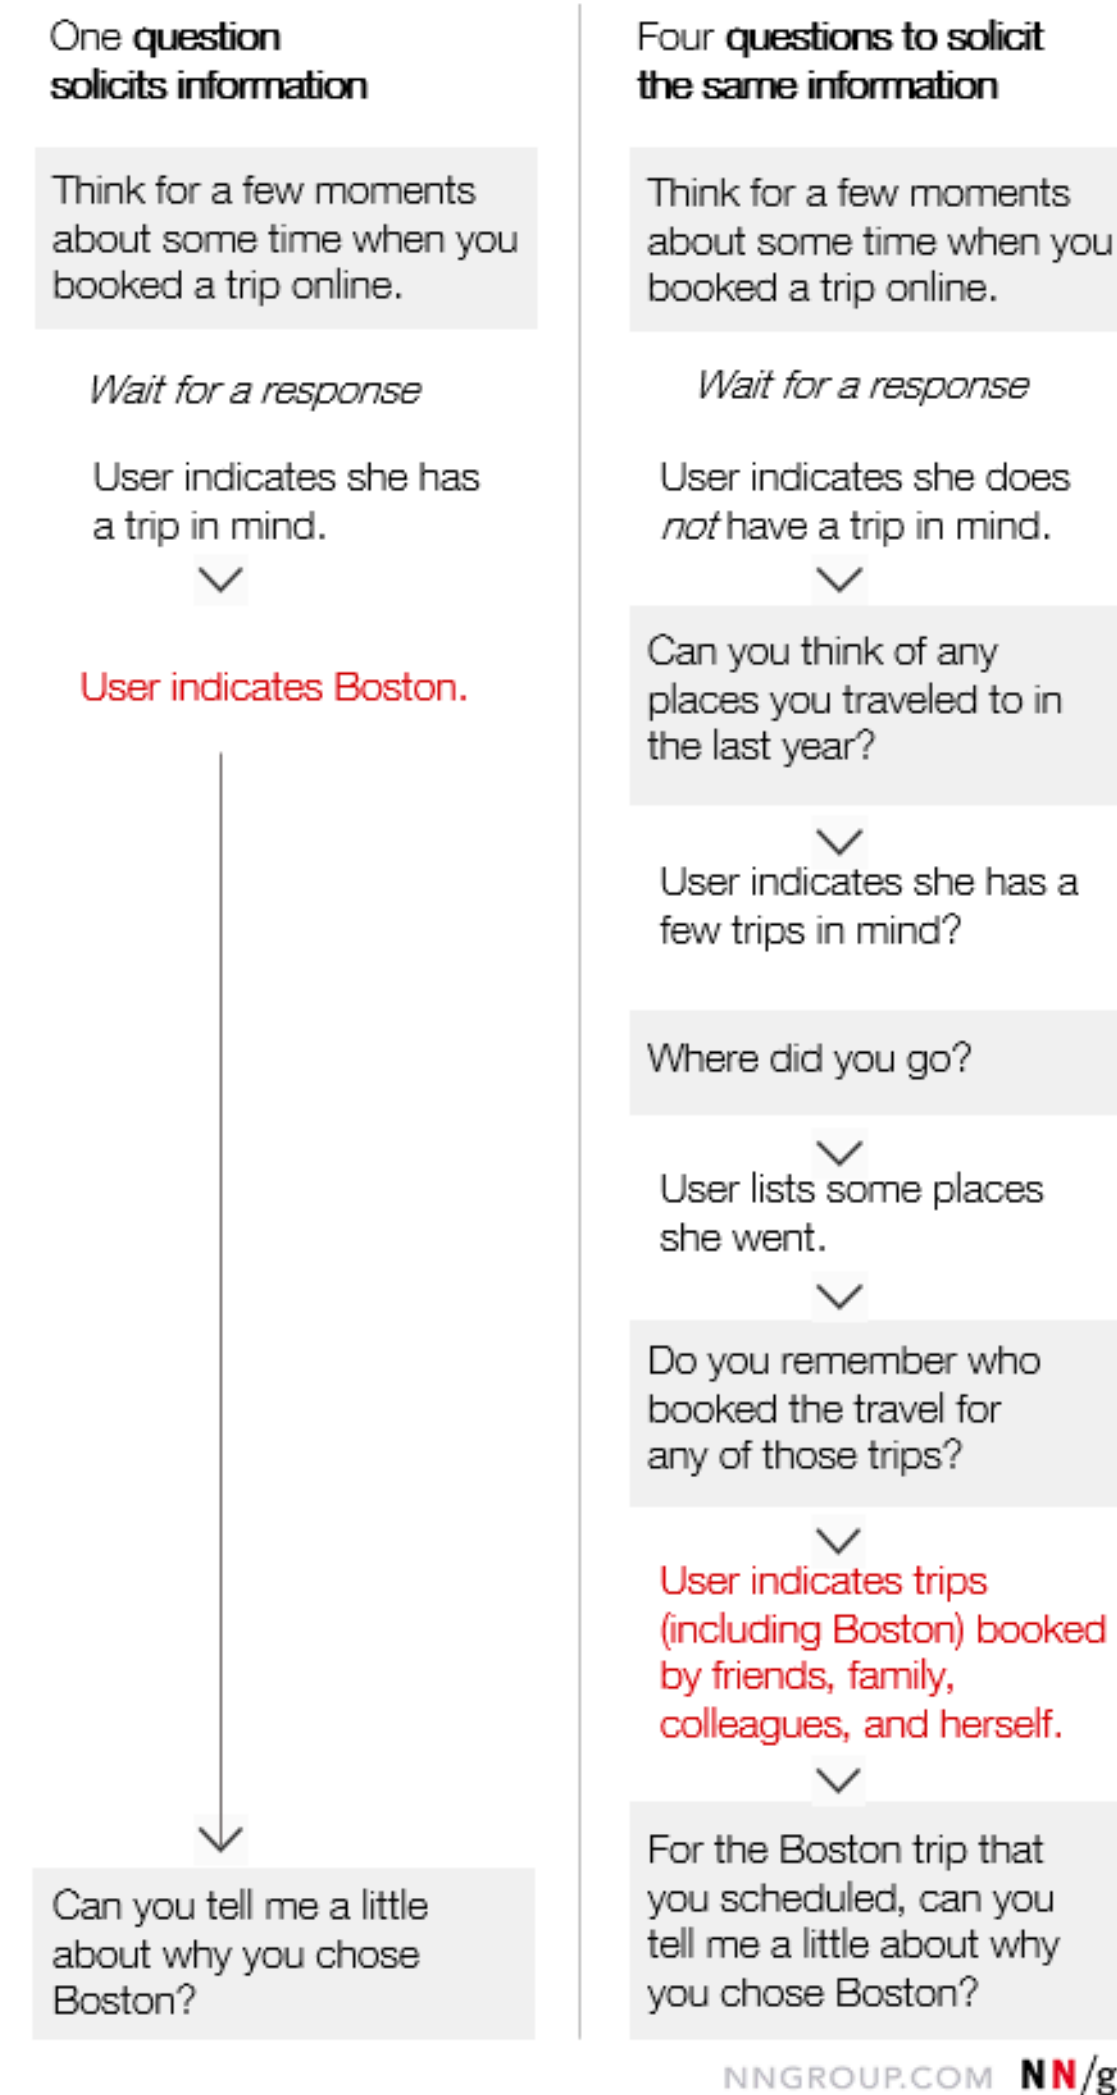 One question
solicits information
Think for a few moments
about some time when you
booked a trip online.
Wait for a response
User indicates she has
a trip in mind.
User indicates Boston.
Can you tell me a little
about why you chose
Boston?
Four questions to solicit
the same information
Think for a few moments
about some time when you
booked a trip online.
Wait for a response
User indicates she does
not have a trip in mind.
Can you think of any
places you traveled to in
the last year?
User indicates she has a
few trips in mind?
Where did you go?
User lists some places
she went.
Do you remember who
booked the travel for
any of those trips?
User indicates trips
(including Boston) booked
by friends, family,
colleagues, and herself.
For the Boston trip that
you scheduled, can you
tell me a little about why
you chose Boston?
NNGROUP.COM NN/g